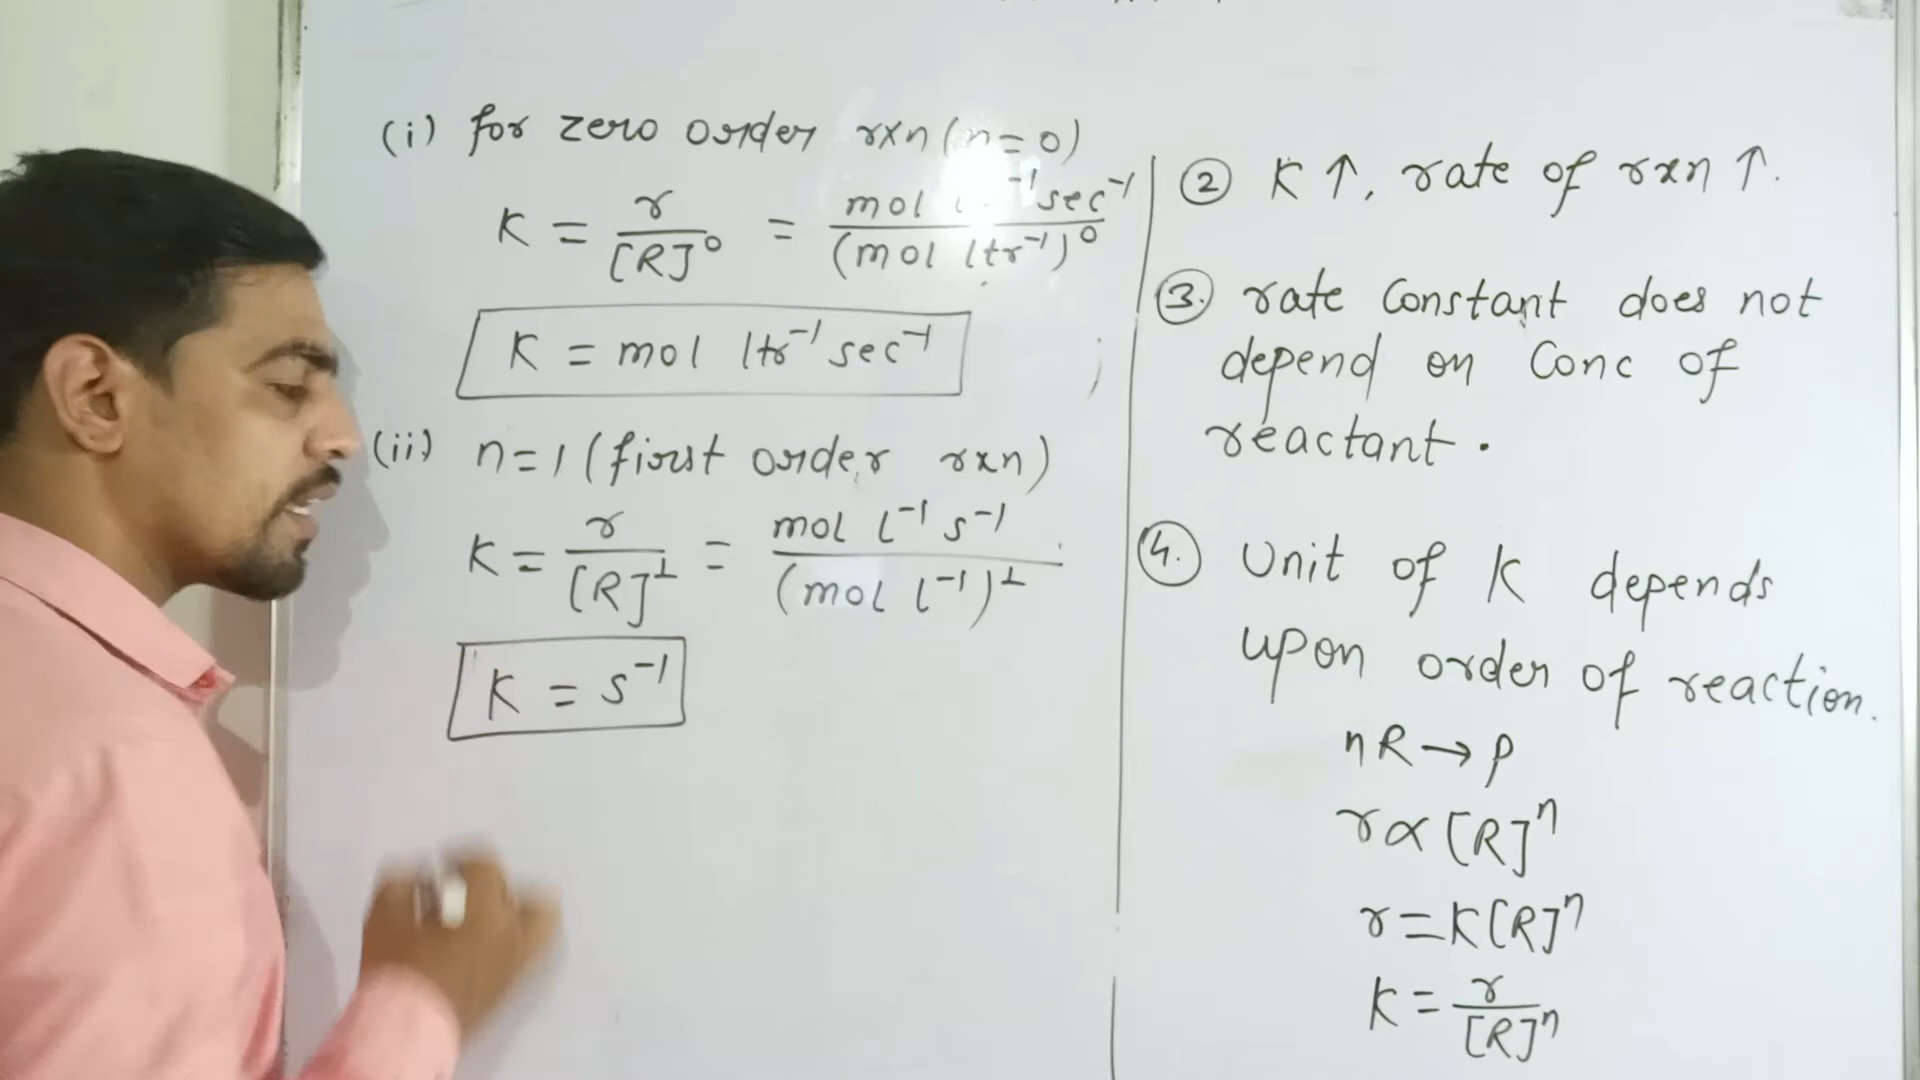 (i) for zero order rxn (n=0)
K = r / [R]⁰ = mol l⁻¹ sec⁻¹ / (mol ltr⁻¹)⁰
K = mol ltr⁻¹ sec⁻¹
(ii) n=1 (first order rxn)
K = r / [R]¹ = mol l⁻¹ s⁻¹ / (mol l⁻¹)¹
K = s⁻¹
② K ↑, rate of rxn ↑.
③. rate Constant does not
depend on Conc of
reactant.
④. Unit of K depends
upon order of reaction.
nR → P
r ∝ [R]ⁿ
r = K[R]ⁿ
K = r / [R]ⁿ